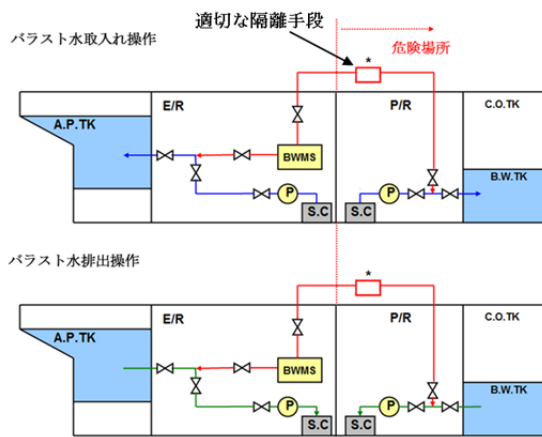 適切な隔離手段
バラスト水取入れ操作
危険場所
*
E/R
P/R
C.O.TK
A.P.TK
BWMS
P
P
B.W.TK
S.C
S.C
バラスト水排出操作
*
E/R
P/R
C.O.TK
A.P.TK
BWMS
P
P
B.W.TK
S.C
S.C